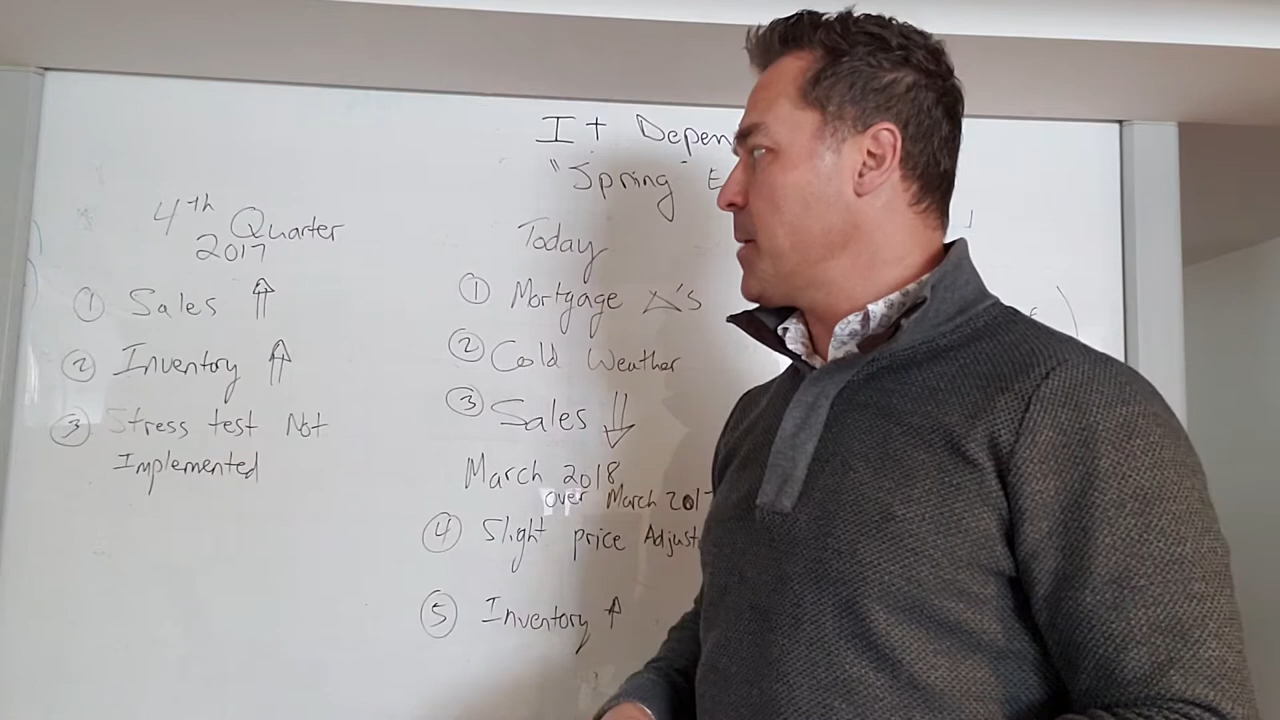 It Depen
"Spring E
4th Quarter
2017
① Sales ⇑
② Inventory ⇑
③ Stress test Not
Implemented
Today
① Mortgage △'s
② Cold Weather
③ Sales ⇓
March 2018
over March 201
④ Slight price Adjust
⑤ Inventory ↑